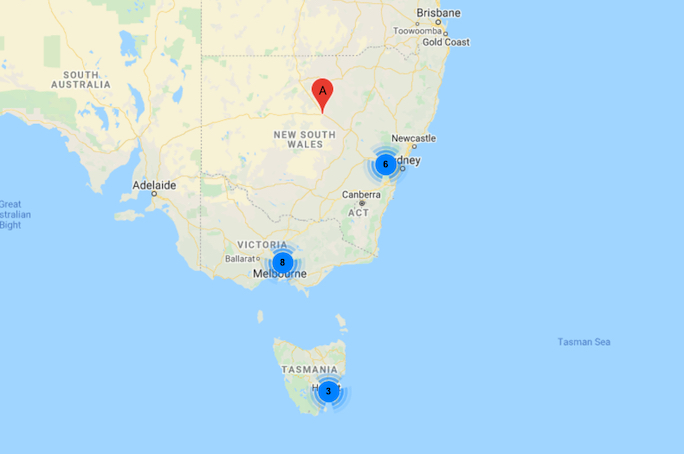 Brisbane
Toowoomba
Gold Coast
SOUTH
AUSTRALIA
A
NEW SOUTH
WALES
Newcastle
6
dney
Adelaide
Canberra
ACT
Great
stralian
Bight
VICTORIA
Ballarat
8
Melbourne
Tasman Sea
TASMANIA
3